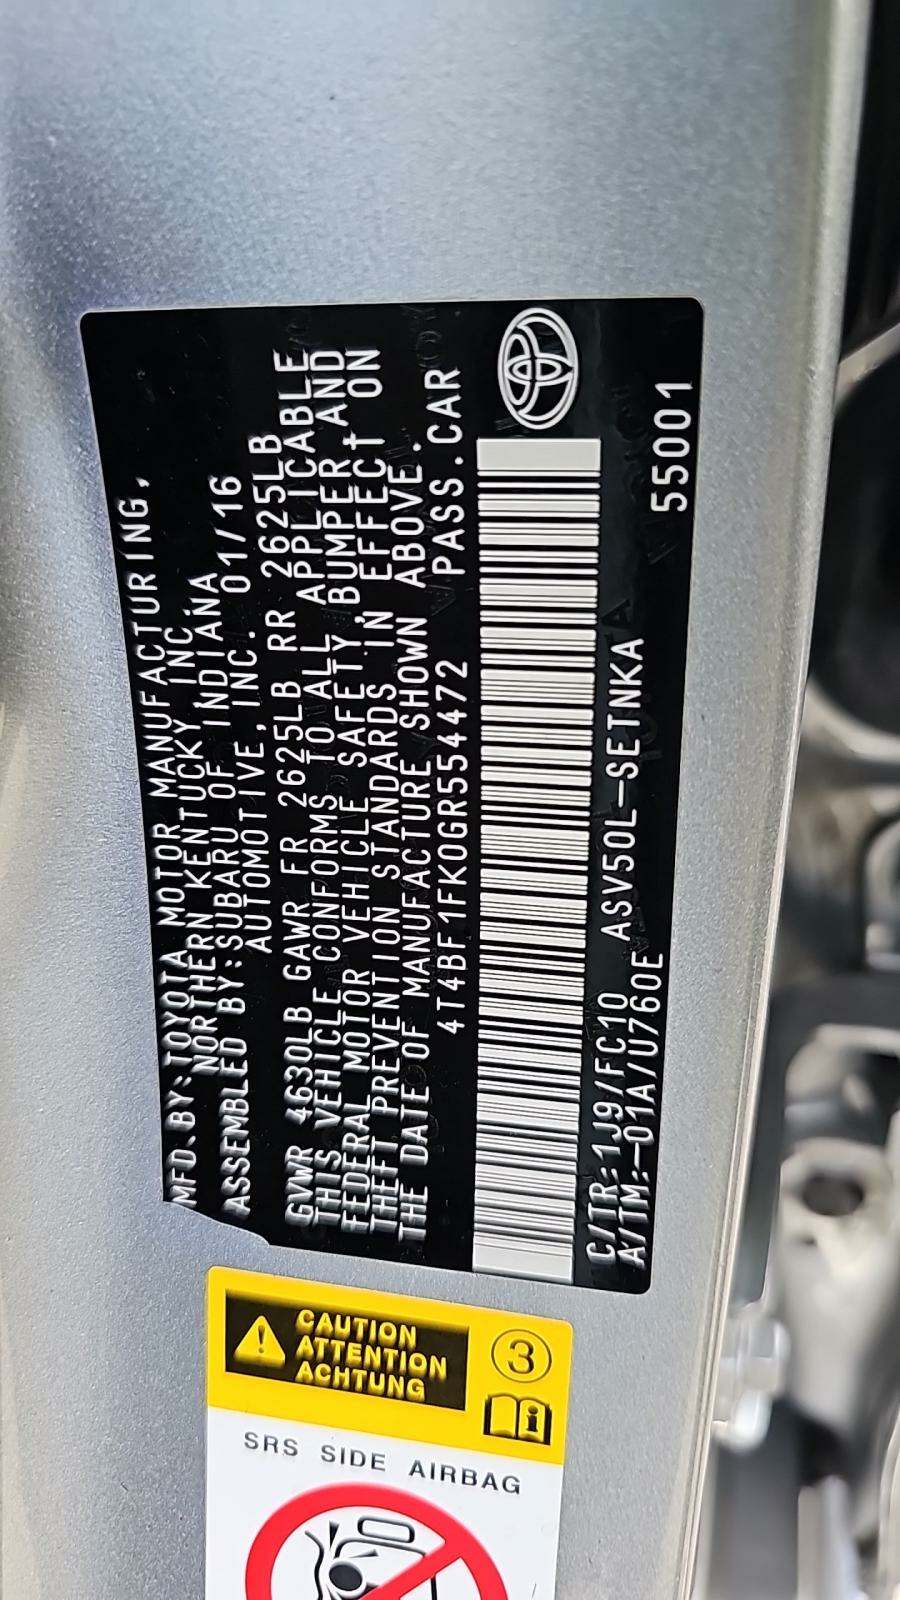 MFD.BY:TOYOTA MOTOR MANUFACTURING,
NORTHERN KENTUCKY INC
ASSEMBLED BY:SUBARU OF INDIANA
AUTOMOTIVE,INC. 01/16
GVWR 4630LB GAWR FR 2625LB RR 2625LB
THIS VEHICLE CONFORMS TO ALL APPLICABLE
FEDERAL MOTOR VEHICLE SAFETY,BUMPER,AND
THEFT PREVENTION STANDARDS IN EFFECT ON
THE DATE OF MANUFACTURE SHOWN ABOVE.
4T4BF1FK0GR554472 PASS.CAR
C/TR:1J9/FC10 ASV50L-SETNKA
A/TM:-01A/U760E 55001
CAUTION
ATTENTION
ACHTUNG
3
SRS SIDE AIRBAG